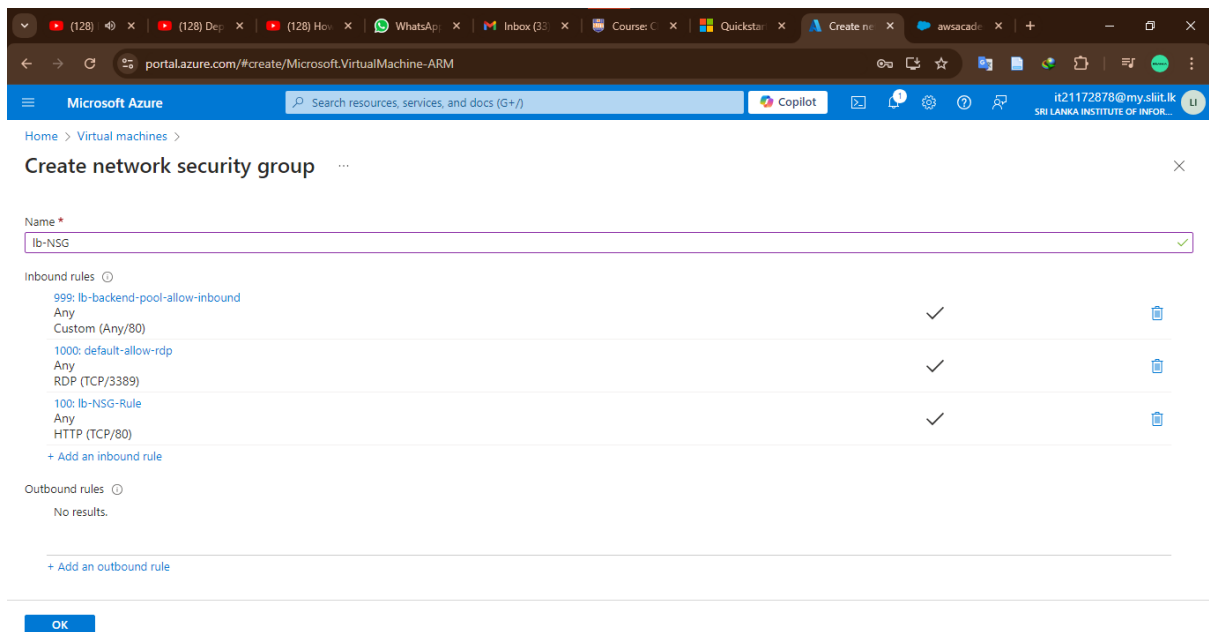 (128) (128) Dep (128) How WhatsAp Inbox (33 Course: C Quickstar Create ne awsacade
portal.azure.com/#create/Microsoft.VirtualMachine-ARM
Microsoft Azure Search resources, services, and docs (G+/) Copilot 1 it21172878@my.sliit.lk LI
SRI LANKA INSTITUTE OF INFOR...
Home > Virtual machines >
Create network security group ...
Name *
lb-NSG
Inbound rules
999: lb-backend-pool-allow-inbound
Any
Custom (Any/80)
1000: default-allow-rdp
Any
RDP (TCP/3389)
100: lb-NSG-Rule
Any
HTTP (TCP/80)
+ Add an inbound rule
Outbound rules
No results.
+ Add an outbound rule
OK